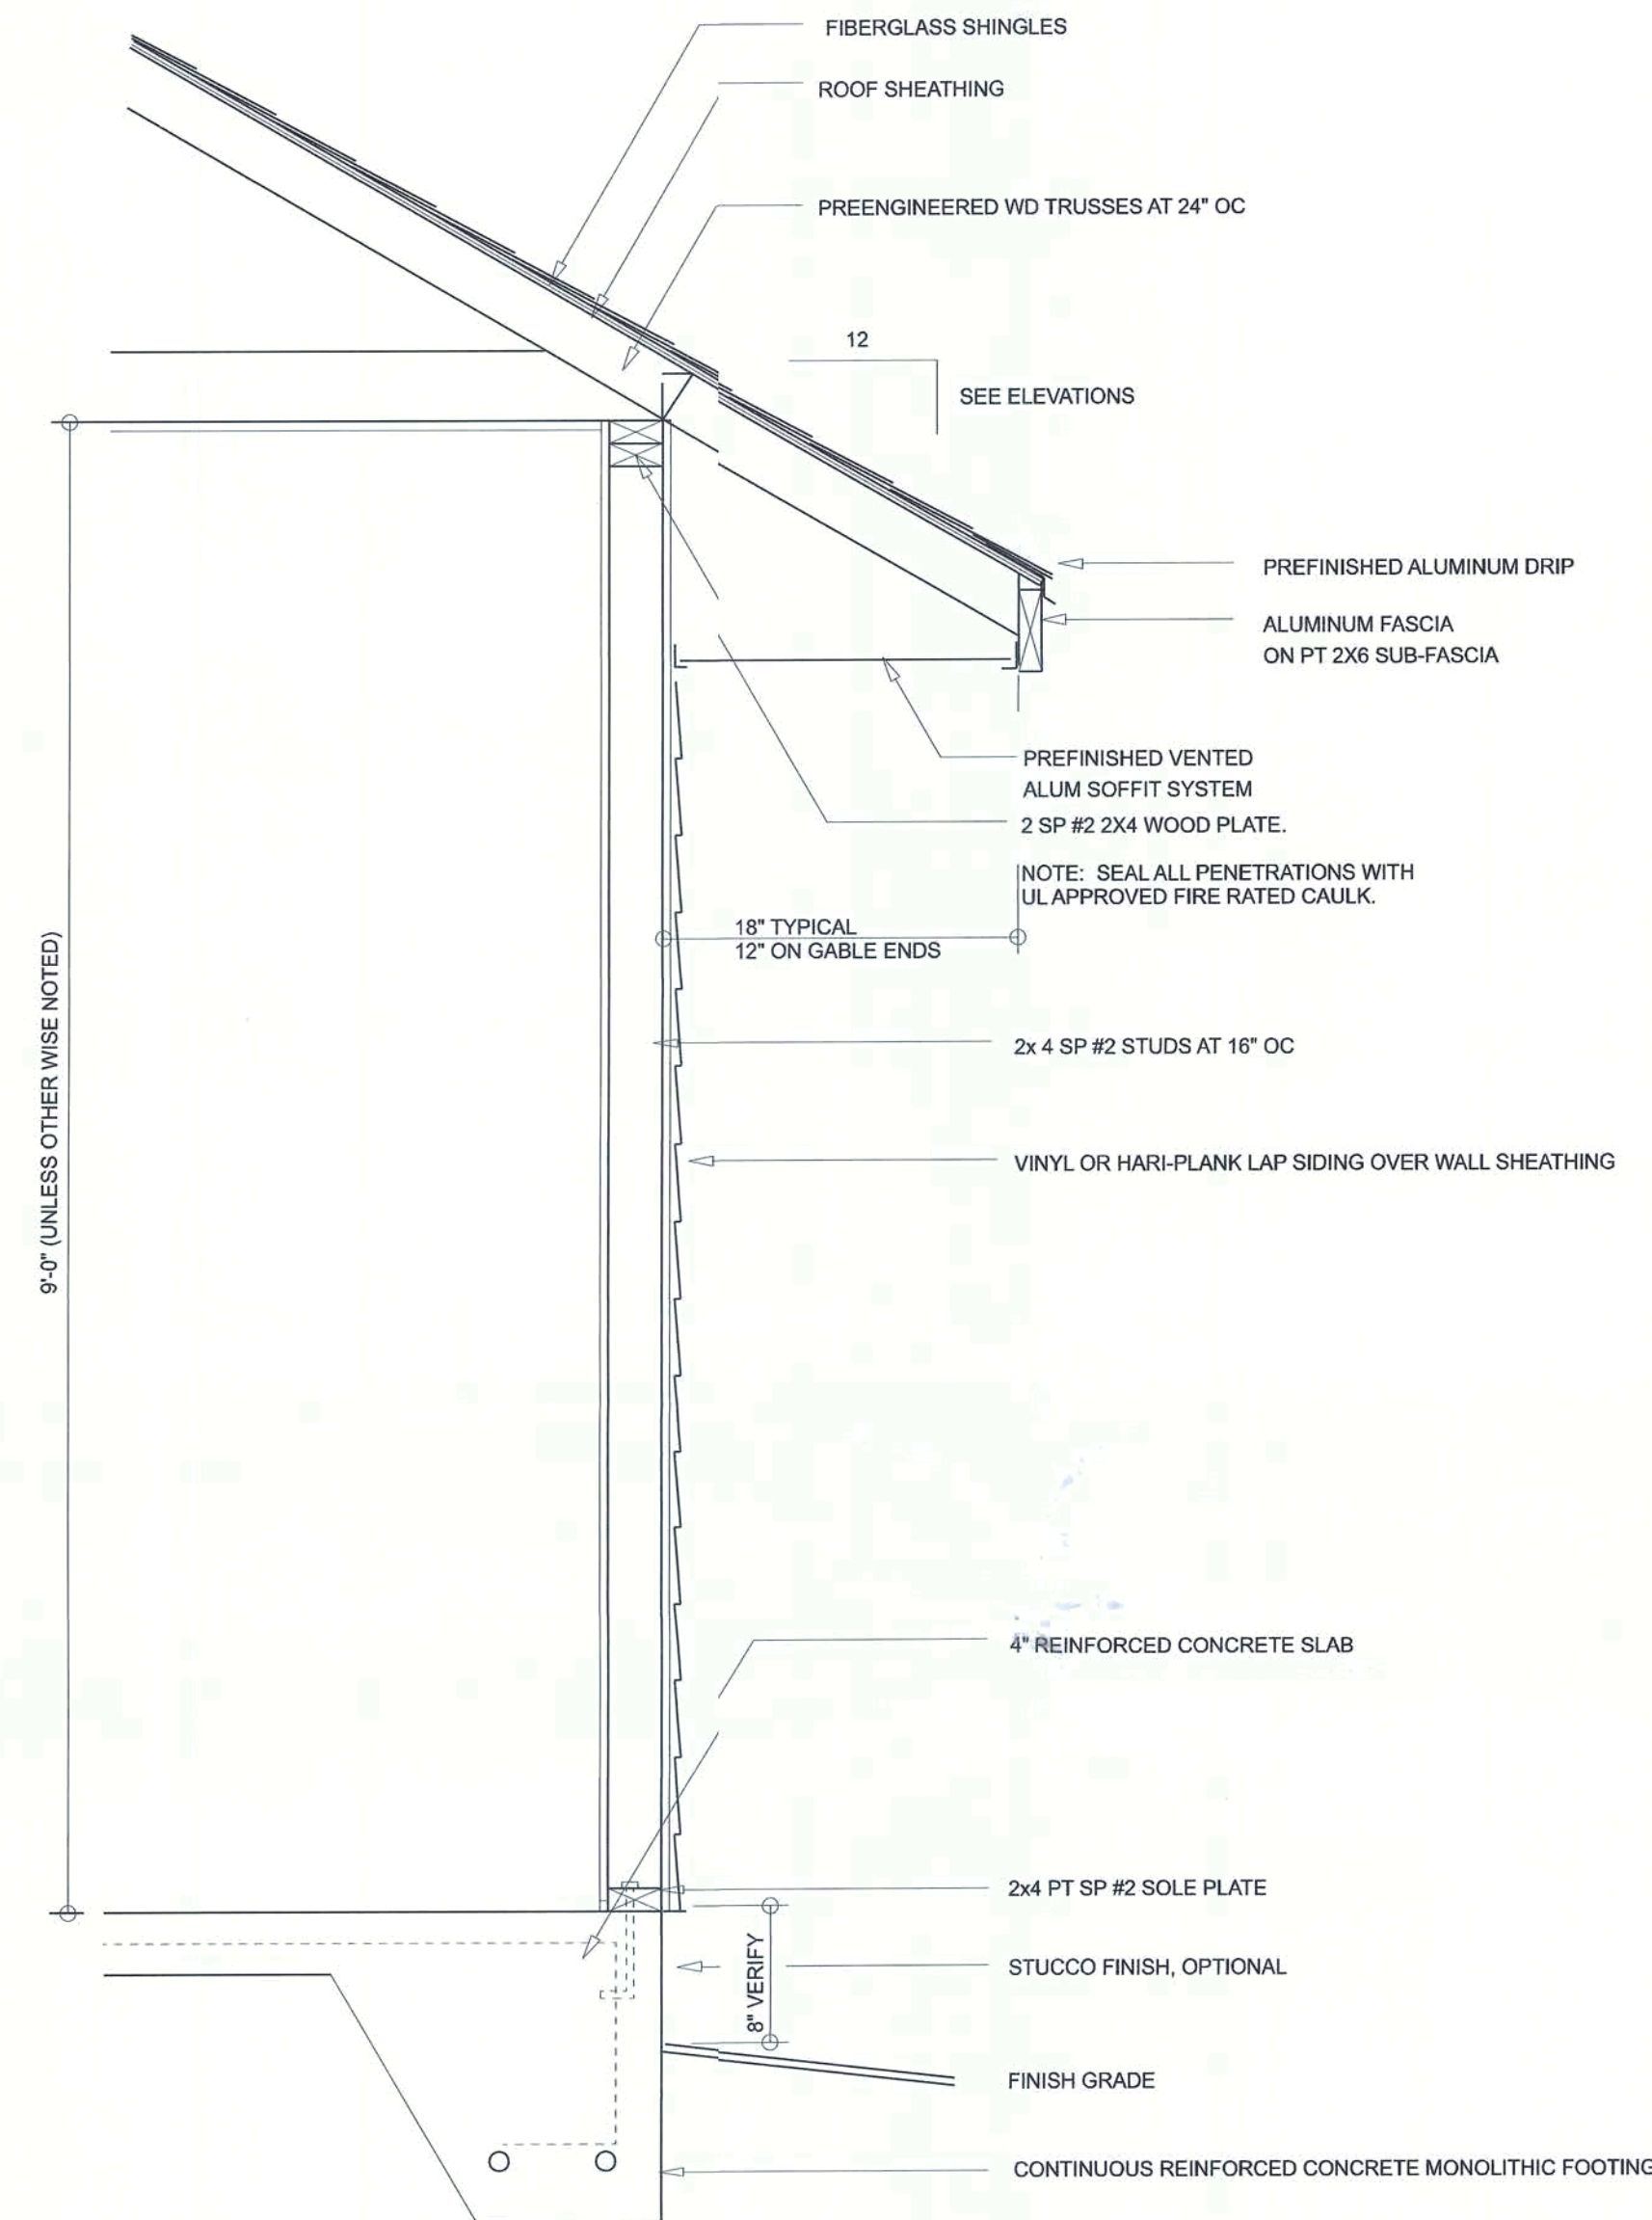 FIBERGLASS SHINGLES
ROOF SHEATHING
PREENGINEERED WD TRUSSES AT 24" OC
12
SEE ELEVATIONS
PREFINISHED ALUMINUM DRIP
ALUMINUM FASCIA
ON PT 2X6 SUB-FASCIA
PREFINISHED VENTED
ALUM SOFFIT SYSTEM
2 SP #2 2X4 WOOD PLATE.
NOTE: SEAL ALL PENETRATIONS WITH
UL APPROVED FIRE RATED CAULK.
18" TYPICAL
12" ON GABLE ENDS
9'-0" (UNLESS OTHER WISE NOTED)
2x 4 SP #2 STUDS AT 16" OC
VINYL OR HARI-PLANK LAP SIDING OVER WALL SHEATHING
4" REINFORCED CONCRETE SLAB
2x4 PT SP #2 SOLE PLATE
8" VERIFY
STUCCO FINISH, OPTIONAL
FINISH GRADE
CONTINUOUS REINFORCED CONCRETE MONOLITHIC FOOTING